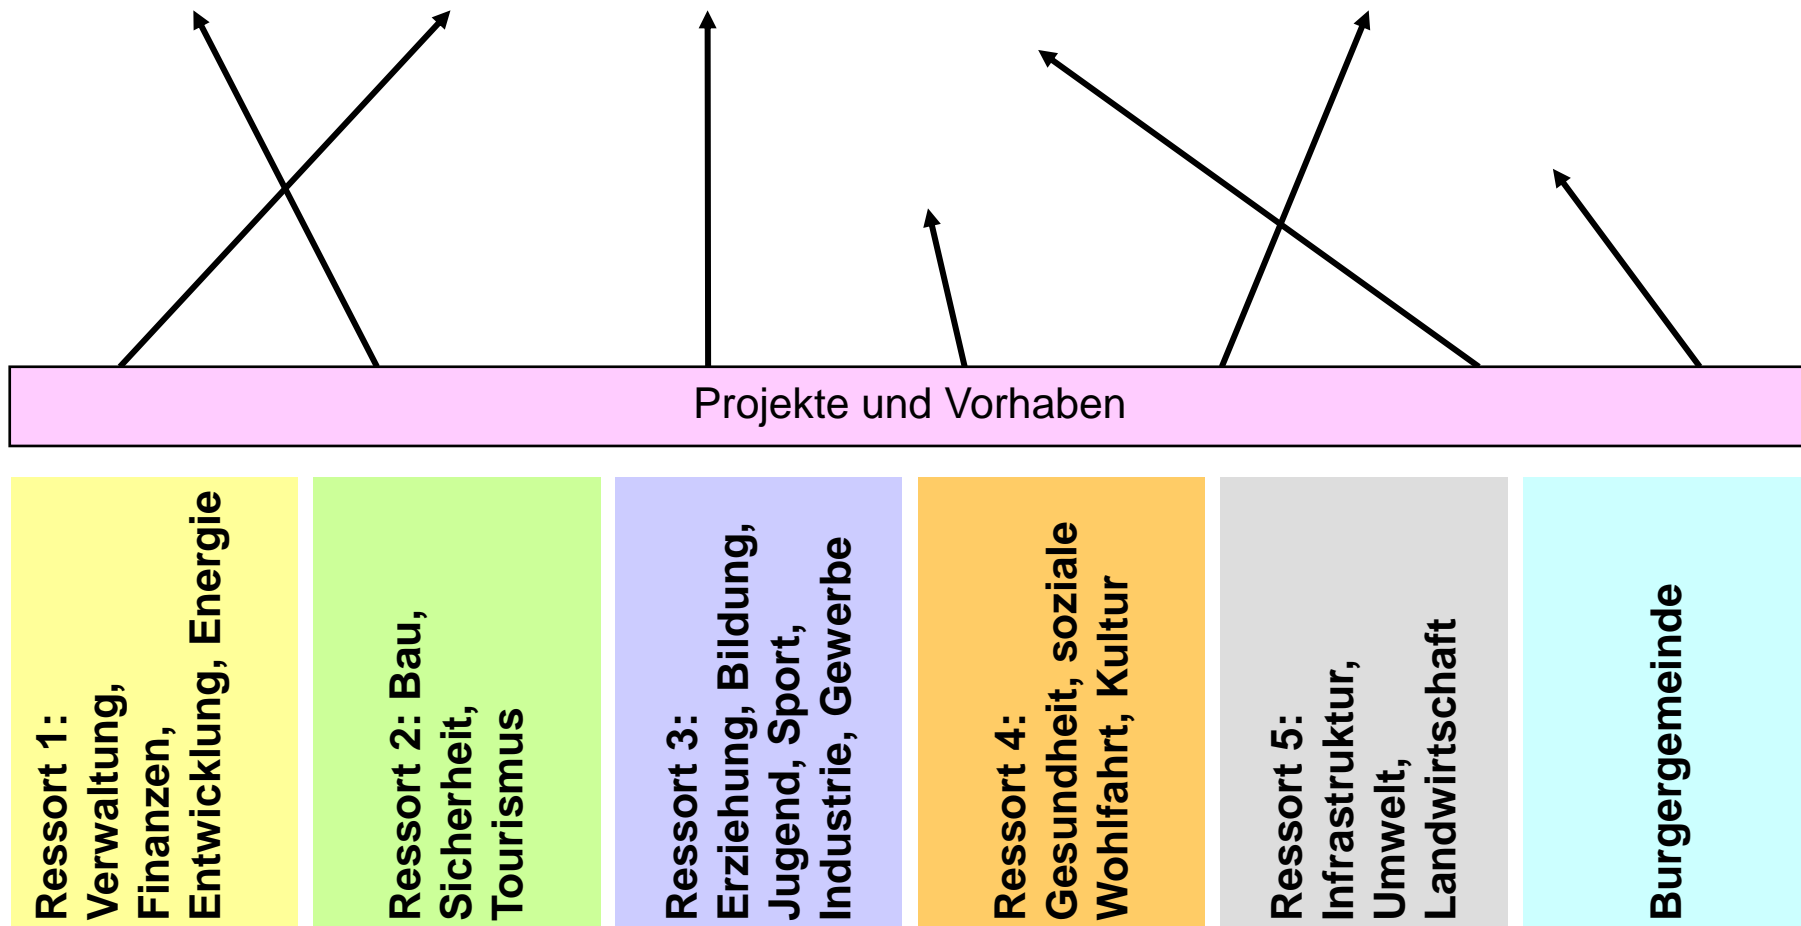 Projekte und Vorhaben
Ressort 1:
Verwaltung,
Finanzen,
Entwicklung, Energie
Ressort 2: Bau,
Sicherheit,
Tourismus
Ressort 3:
Erziehung, Bildung,
Jugend, Sport,
Industrie, Gewerbe
Ressort 4:
Gesundheit, soziale
Wohlfahrt, Kultur
Ressort 5:
Infrastruktur,
Umwelt,
Landwirtschaft
Burgergemeinde